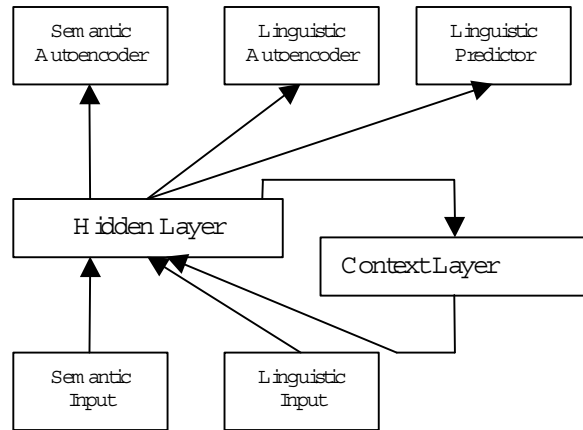 Semantic
Autoencoder
Linguistic
Autoencoder
Linguistic
Predictor
Hidden Layer
Context Layer
Semantic
Input
Linguistic
Input